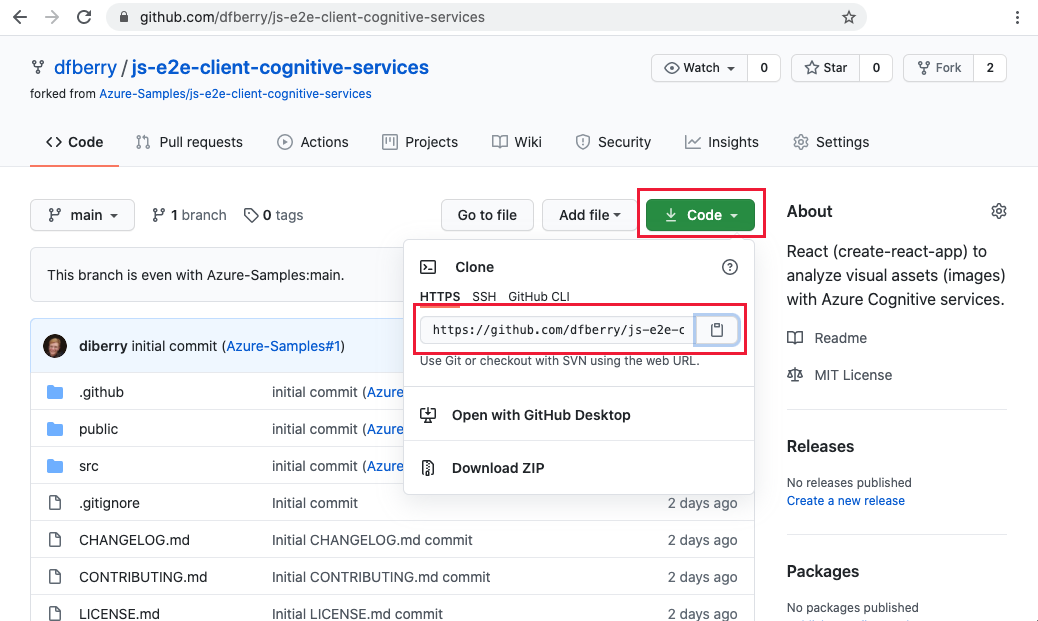 github.com/dfberry/js-e2e-client-cognitive-services
dfberry / js-e2e-client-cognitive-services
Watch 0 Star 0 Fork 2
forked from Azure-Samples/js-e2e-client-cognitive-services
Code Pull requests Actions Projects Wiki Security Insights Settings
main 1 branch 0 tags Go to file Add file Code
This branch is even with Azure-Samples:main.
diberry initial commit (Azure-Samples#1)
.github initial commit (Azure
public initial commit (Azure
src initial commit (Azure
.gitignore Initial commit 2 days ago
CHANGELOG.md Initial CHANGELOG.md commit 2 days ago
CONTRIBUTING.md Initial CONTRIBUTING.md commit 2 days ago
LICENSE.md Initial LICENSE.md commit 2 days ago
Clone
HTTPS SSH GitHub CLI
https://github.com/dfberry/js-e2e-c
Use Git or checkout with SVN using the web URL.
Open with GitHub Desktop
Download ZIP
About
React (create-react-app) to
analyze visual assets (images)
with Azure Cognitive services.
Readme
MIT License
Releases
No releases published
Create a new release
Packages
No packages published